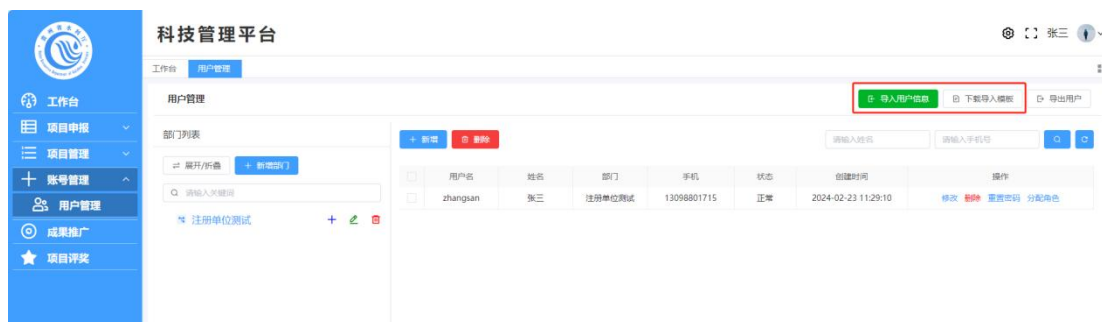 科技管理平台
张三
工作台 用户管理
工作台
项目申报
项目管理
账号管理
用户管理
成果推广
项目评奖
用户管理
导入用户信息 下载导入模板 导出用户
部门列表
展开/折叠 + 新增部门
请输入关键词
注册单位测试
+ 新增 删除
请输入姓名 请输入手机号
用户名 姓名 部门 手机 状态 创建时间 操作
zhangsan 张三 注册单位测试 13098801715 正常 2024-02-23 11:29:10 修改 删除 重置密码 分配角色